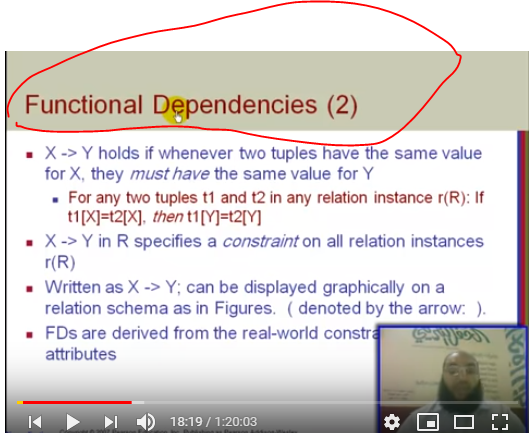 Functional Dependencies (2)
X -> Y holds if whenever two tuples have the same value
for X, they must have the same value for Y
For any two tuples t1 and t2 in any relation instance r(R): If
t1[X]=t2[X], then t1[Y]=t2[Y]
X -> Y in R specifies a constraint on all relation instances
r(R)
Written as X -> Y; can be displayed graphically on a
relation schema as in Figures. ( denoted by the arrow: ).
FDs are derived from the real-world constra
attributes
18:19 / 1:20:03